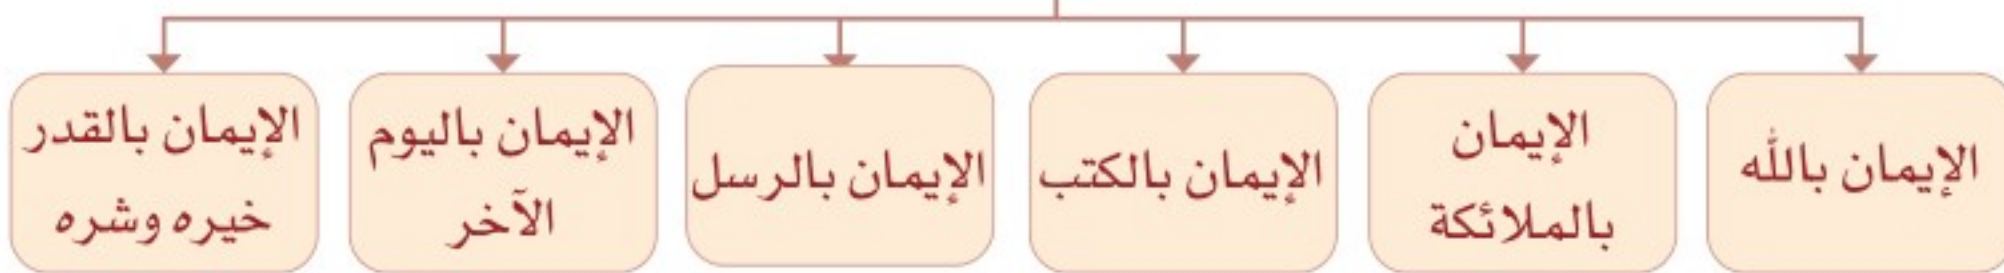 الإيمان بالله
الإيمان
بالملائكة
الإيمان بالكتب
الإيمان بالرسل
الإيمان باليوم
الآخر
الإيمان بالقدر
خيره وشره